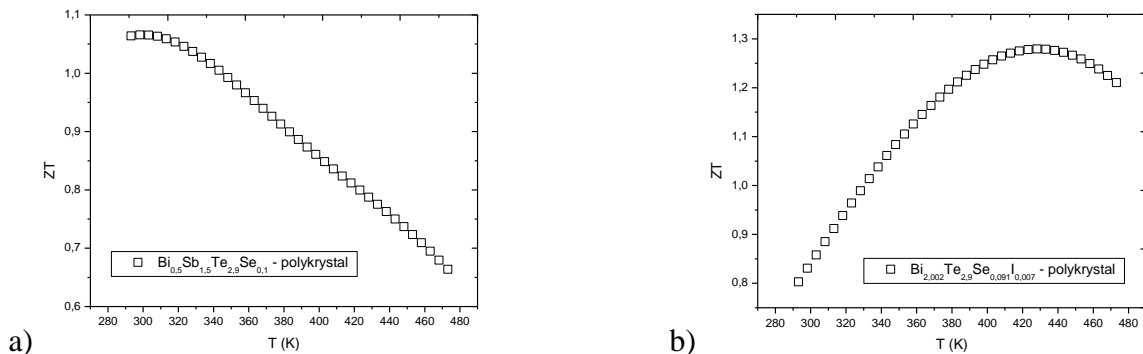 1,1
1,0
0,9
0,8
0,7
0,6
ZT
Bi0,5Sb1,5Te2,9Se0,1 - polykrystal
280 300 320 340 360 380 400 420 440 460 480
T (K)
a)
1,3
1,2
1,1
1,0
0,9
0,8
ZT
Bi2,002Te2,9Se0,091I0,007 - polykrystal
280 300 320 340 360 380 400 420 440 460 480
T (K)
b)